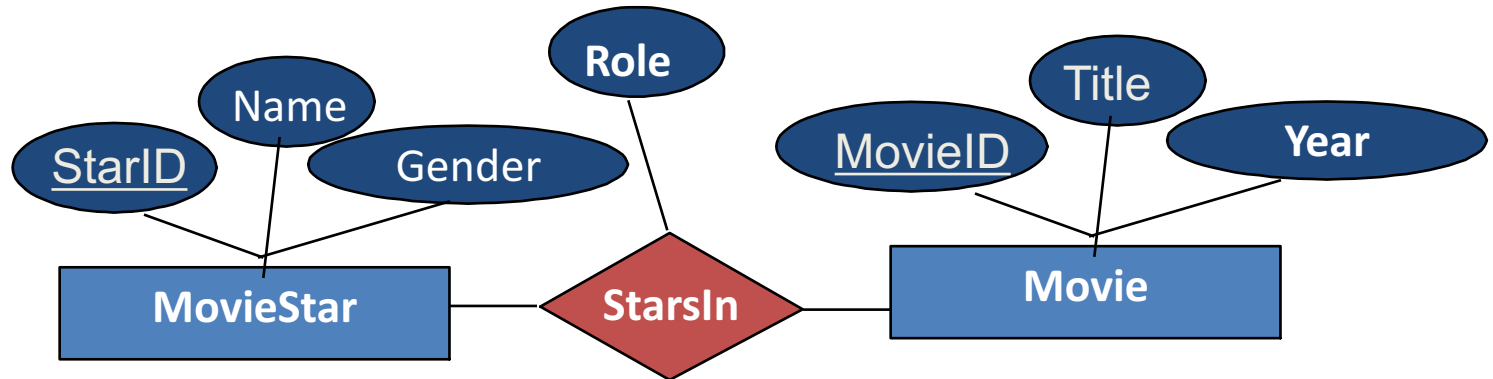 Name
StarID
Gender
Role
Title
MovieID
Year
MovieStar
StarsIn
Movie